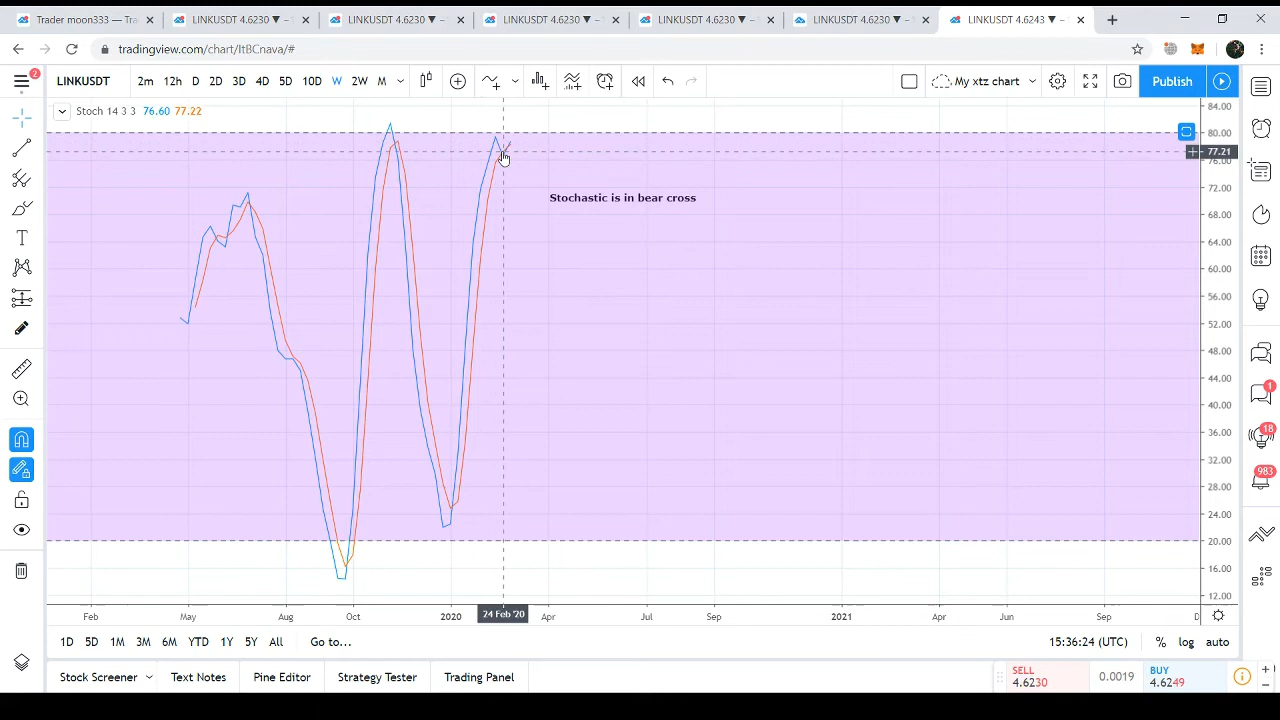 Trader moon333 — Tra
LINKUSDT 4.6230 ▼ –
LINKUSDT 4.6230 ▼ –
LINKUSDT 4.6230 ▼ –
LINKUSDT 4.6230 ▼ –
LINKUSDT 4.6230 ▼ –
LINKUSDT 4.6243 ▼ –
tradingview.com/chart/ItBCnava/#
2
LINKUSDT 2m 12h D 2D 3D 4D 5D 10D W 2W M
My xtz chart
Publish
Stoch 14 3 3 76.60 77.22
84.00
80.00
77.21
76.00
72.00
68.00
64.00
60.00
56.00
52.00
48.00
44.00
40.00
36.00
32.00
28.00
24.00
20.00
16.00
12.00
Stochastic is in bear cross
1
18
983
Feb May Aug Oct 2020 24 Feb '20 Apr Jul Sep 2021 Apr Jun Sep D
1D 5D 1M 3M 6M YTD 1Y 5Y All Go to...
15:36:24 (UTC) % log auto
Stock Screener Text Notes Pine Editor Strategy Tester Trading Panel
SELL
4.6230
0.0019
BUY
4.6249